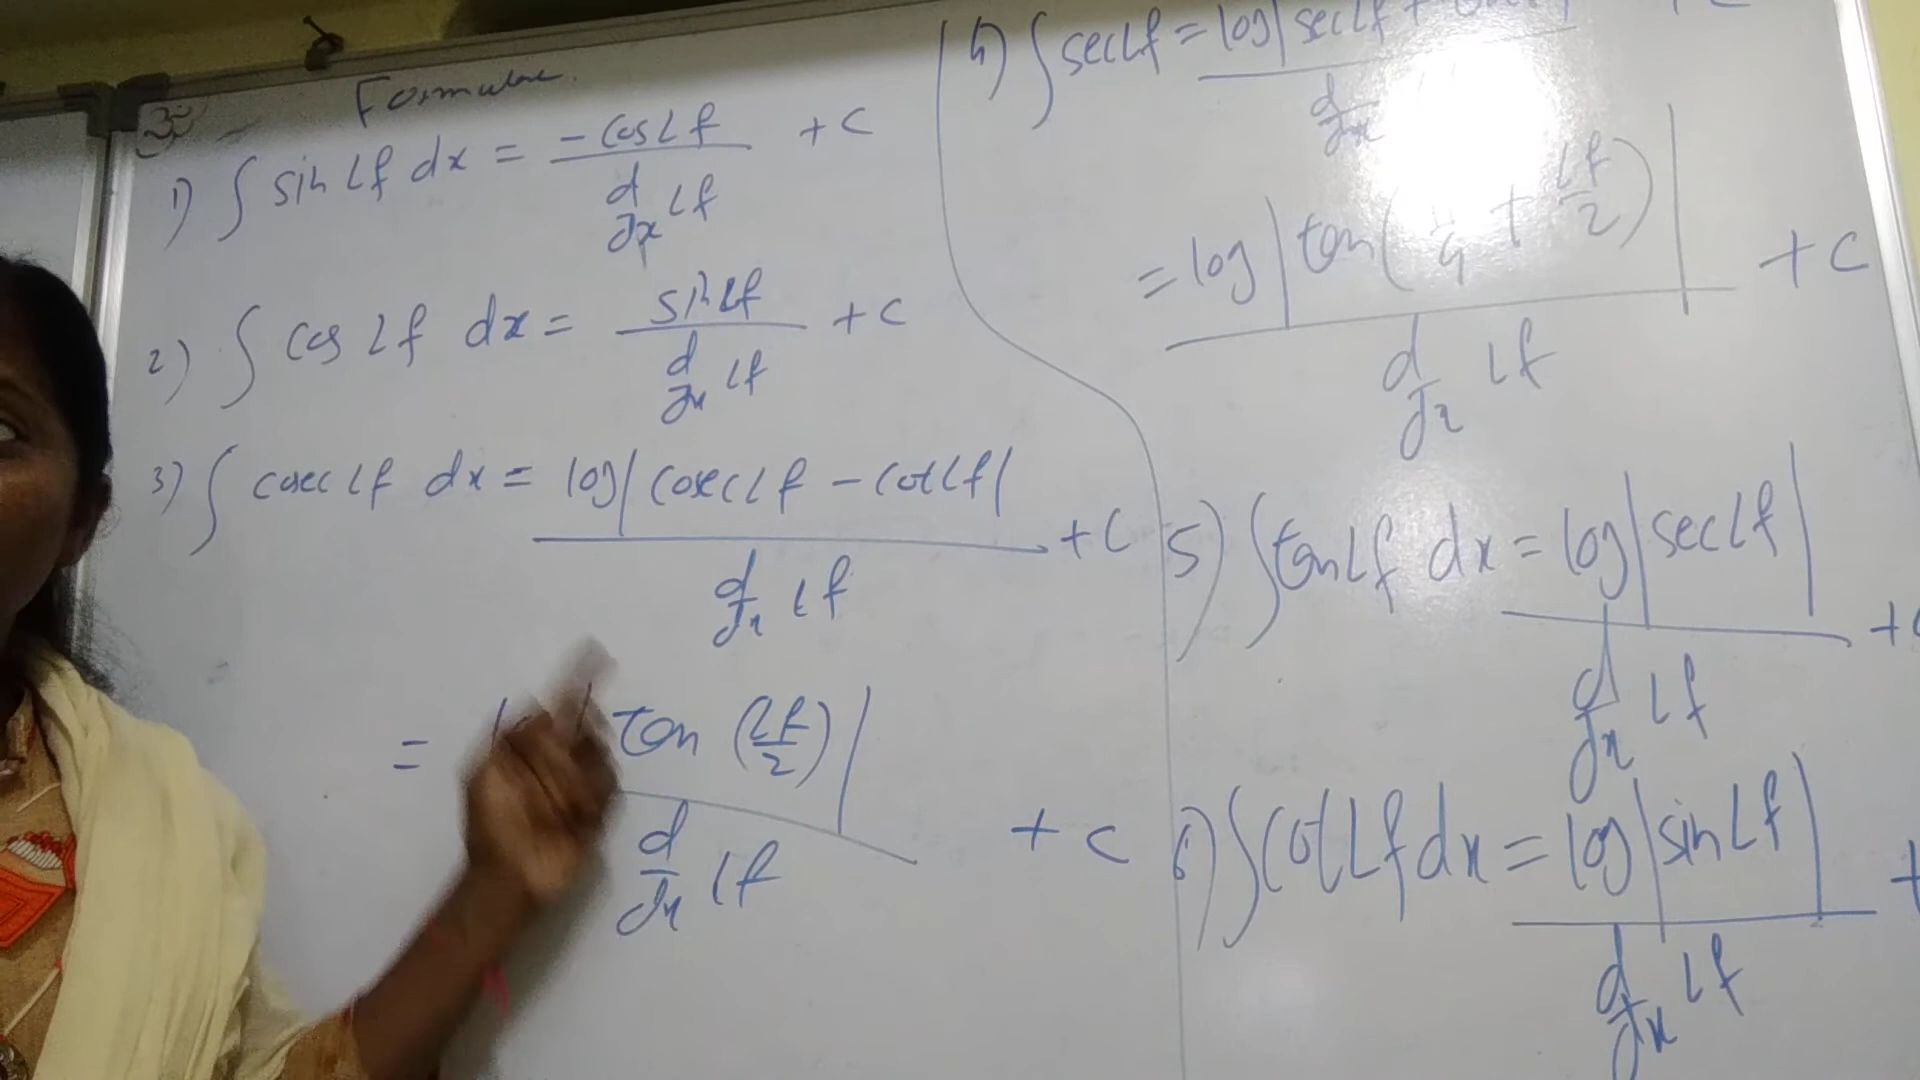 Formulae
1) ∫ sin Lf dx = -cos Lf / d/dx Lf + c
2) ∫ cos Lf dx = sin Lf / d/dx Lf + c
3) ∫ cosec Lf dx = log|cosec Lf - cot Lf| / d/dx Lf + c
= tan (Lf/2)| / d/dx Lf + c
4) ∫ sec Lf = log|sec Lf + / d/dx
= log|tan( /4 + Lf/2)| / d/dx Lf + c
5) ∫ tan Lf dx = log|sec Lf| / d/dx Lf +
6) ∫ cot Lf dx = log|sin Lf| / d/dx Lf +